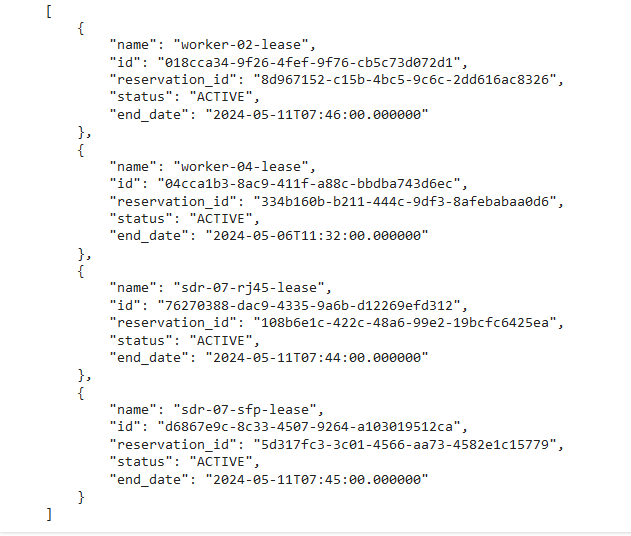 [
{
"name": "worker-02-lease",
"id": "018cca34-9f26-4fef-9f76-cb5c73d072d1",
"reservation_id": "8d967152-c15b-4bc5-9c6c-2dd616ac8326",
"status": "ACTIVE",
"end_date": "2024-05-11T07:46:00.000000"
},
{
"name": "worker-04-lease",
"id": "04cca1b3-8ac9-411f-a88c-bbdba743d6ec",
"reservation_id": "334b160b-b211-444c-9df3-8afebabaa0d6",
"status": "ACTIVE",
"end_date": "2024-05-06T11:32:00.000000"
},
{
"name": "sdr-07-rj45-lease",
"id": "76270388-dac9-4335-9a6b-d12269efd312",
"reservation_id": "108b6e1c-422c-48a6-99e2-19bcfc6425ea",
"status": "ACTIVE",
"end_date": "2024-05-11T07:44:00.000000"
},
{
"name": "sdr-07-sfp-lease",
"id": "d6867e9c-8c33-4507-9264-a103019512ca",
"reservation_id": "5d317fc3-3c01-4566-aa73-4582e1c15779",
"status": "ACTIVE",
"end_date": "2024-05-11T07:45:00.000000"
}
]